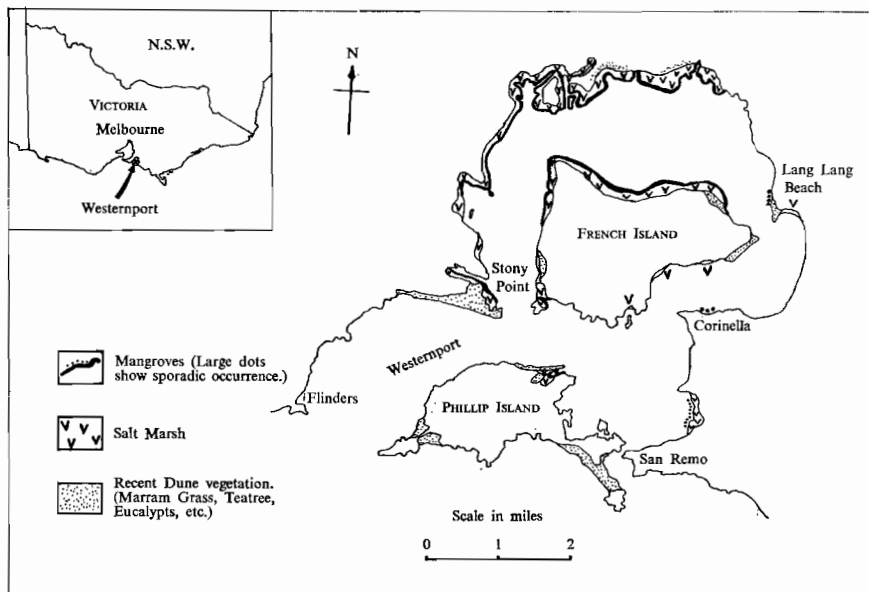 N.S.W.
VICTORIA
Melbourne
Westernport
N
Lang Lang
Beach
FRENCH ISLAND
Stony
Point
Corinella
Westernport
Flinders
PHILLIP ISLAND
San Remo
Mangroves (Large dots
show sporadic occurrence.)
Salt Marsh
Recent Dune vegetation.
(Marram Grass, Teatree,
Eucalypts, etc.)
Scale in miles
0 1 2